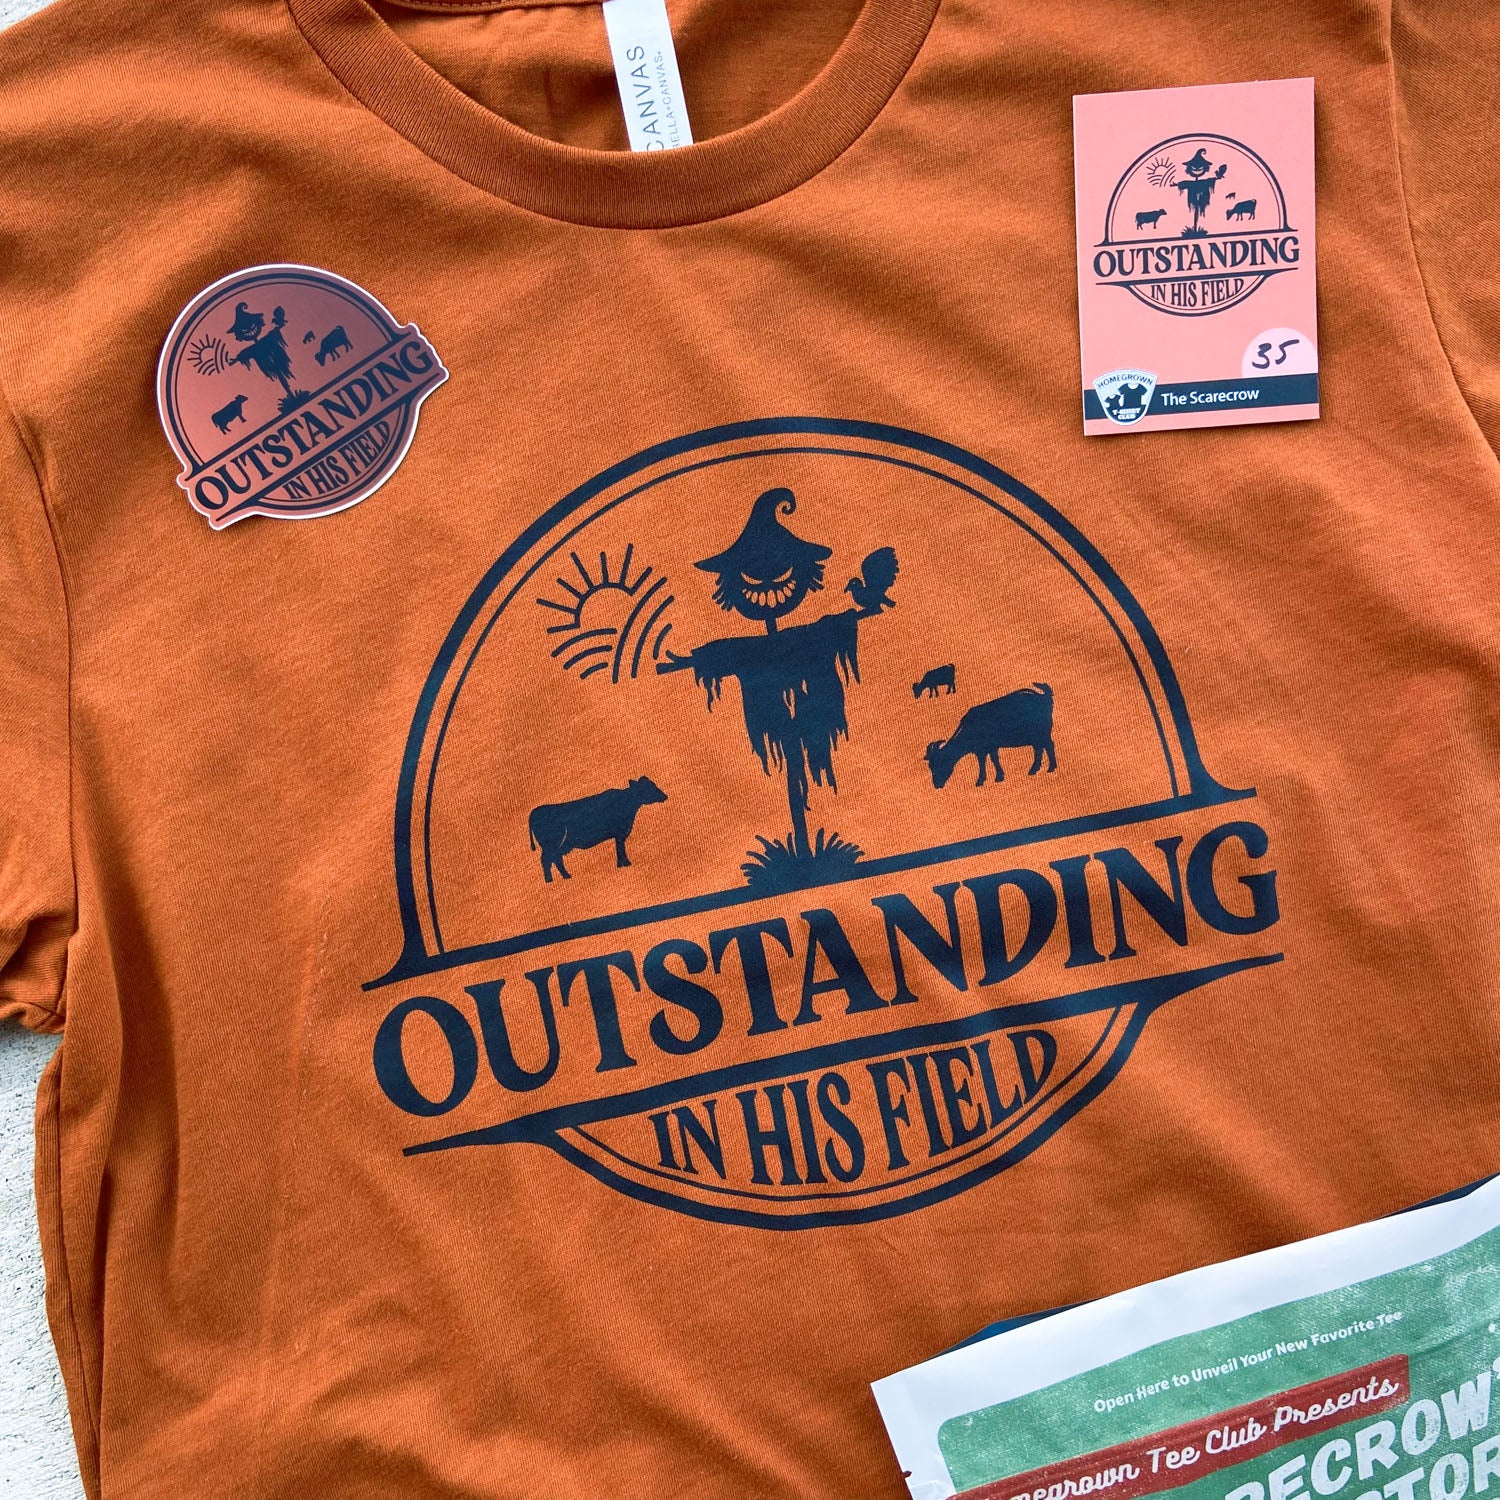 CANVAS
BELLA+CANVAS
OUTSTANDING
IN HIS FIELD
35
HOMEGROWN
T-SHIRT
CLUB
The Scarecrow
OUTSTANDING
IN HIS FIELD
OUTSTANDING
IN HIS FIELD
Open Here to Unveil Your New Favorite Tee
Homegrown Tee Club Presents